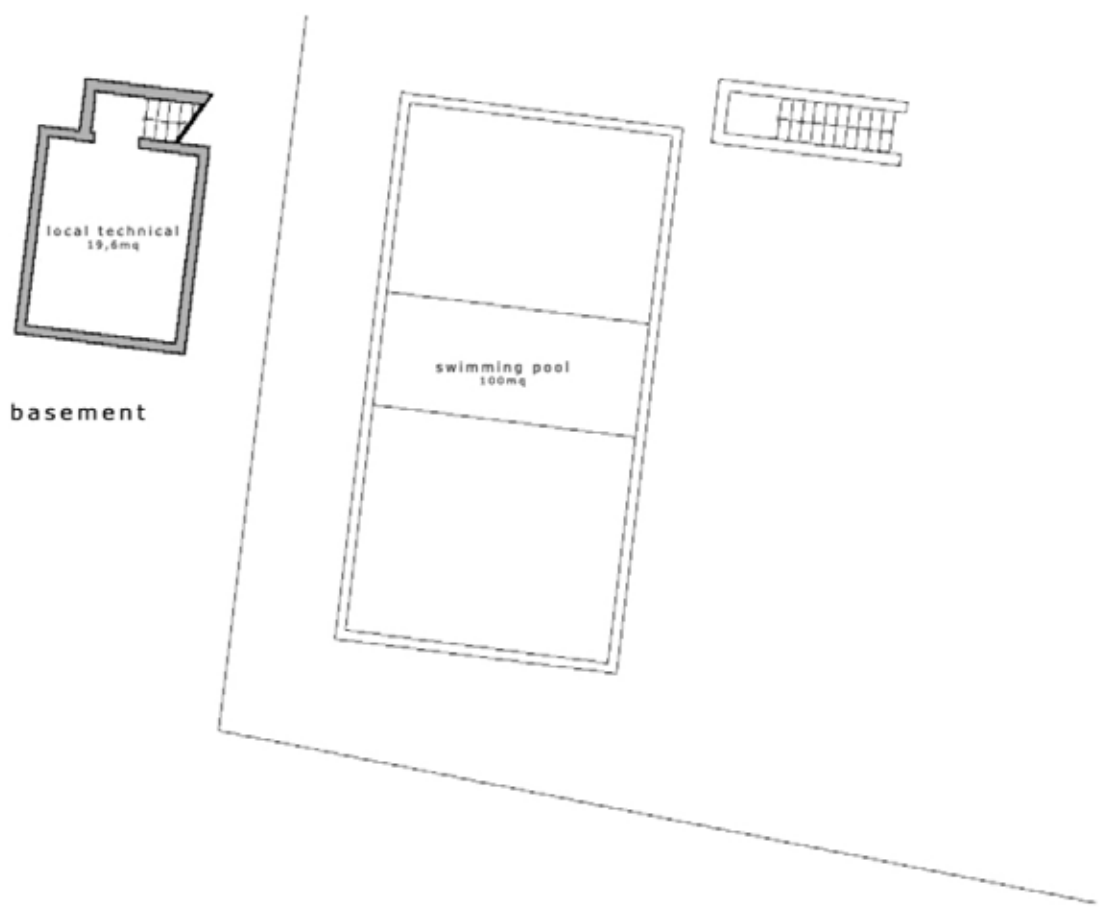 local technical
19,6mq
swimming pool
100mq
basement